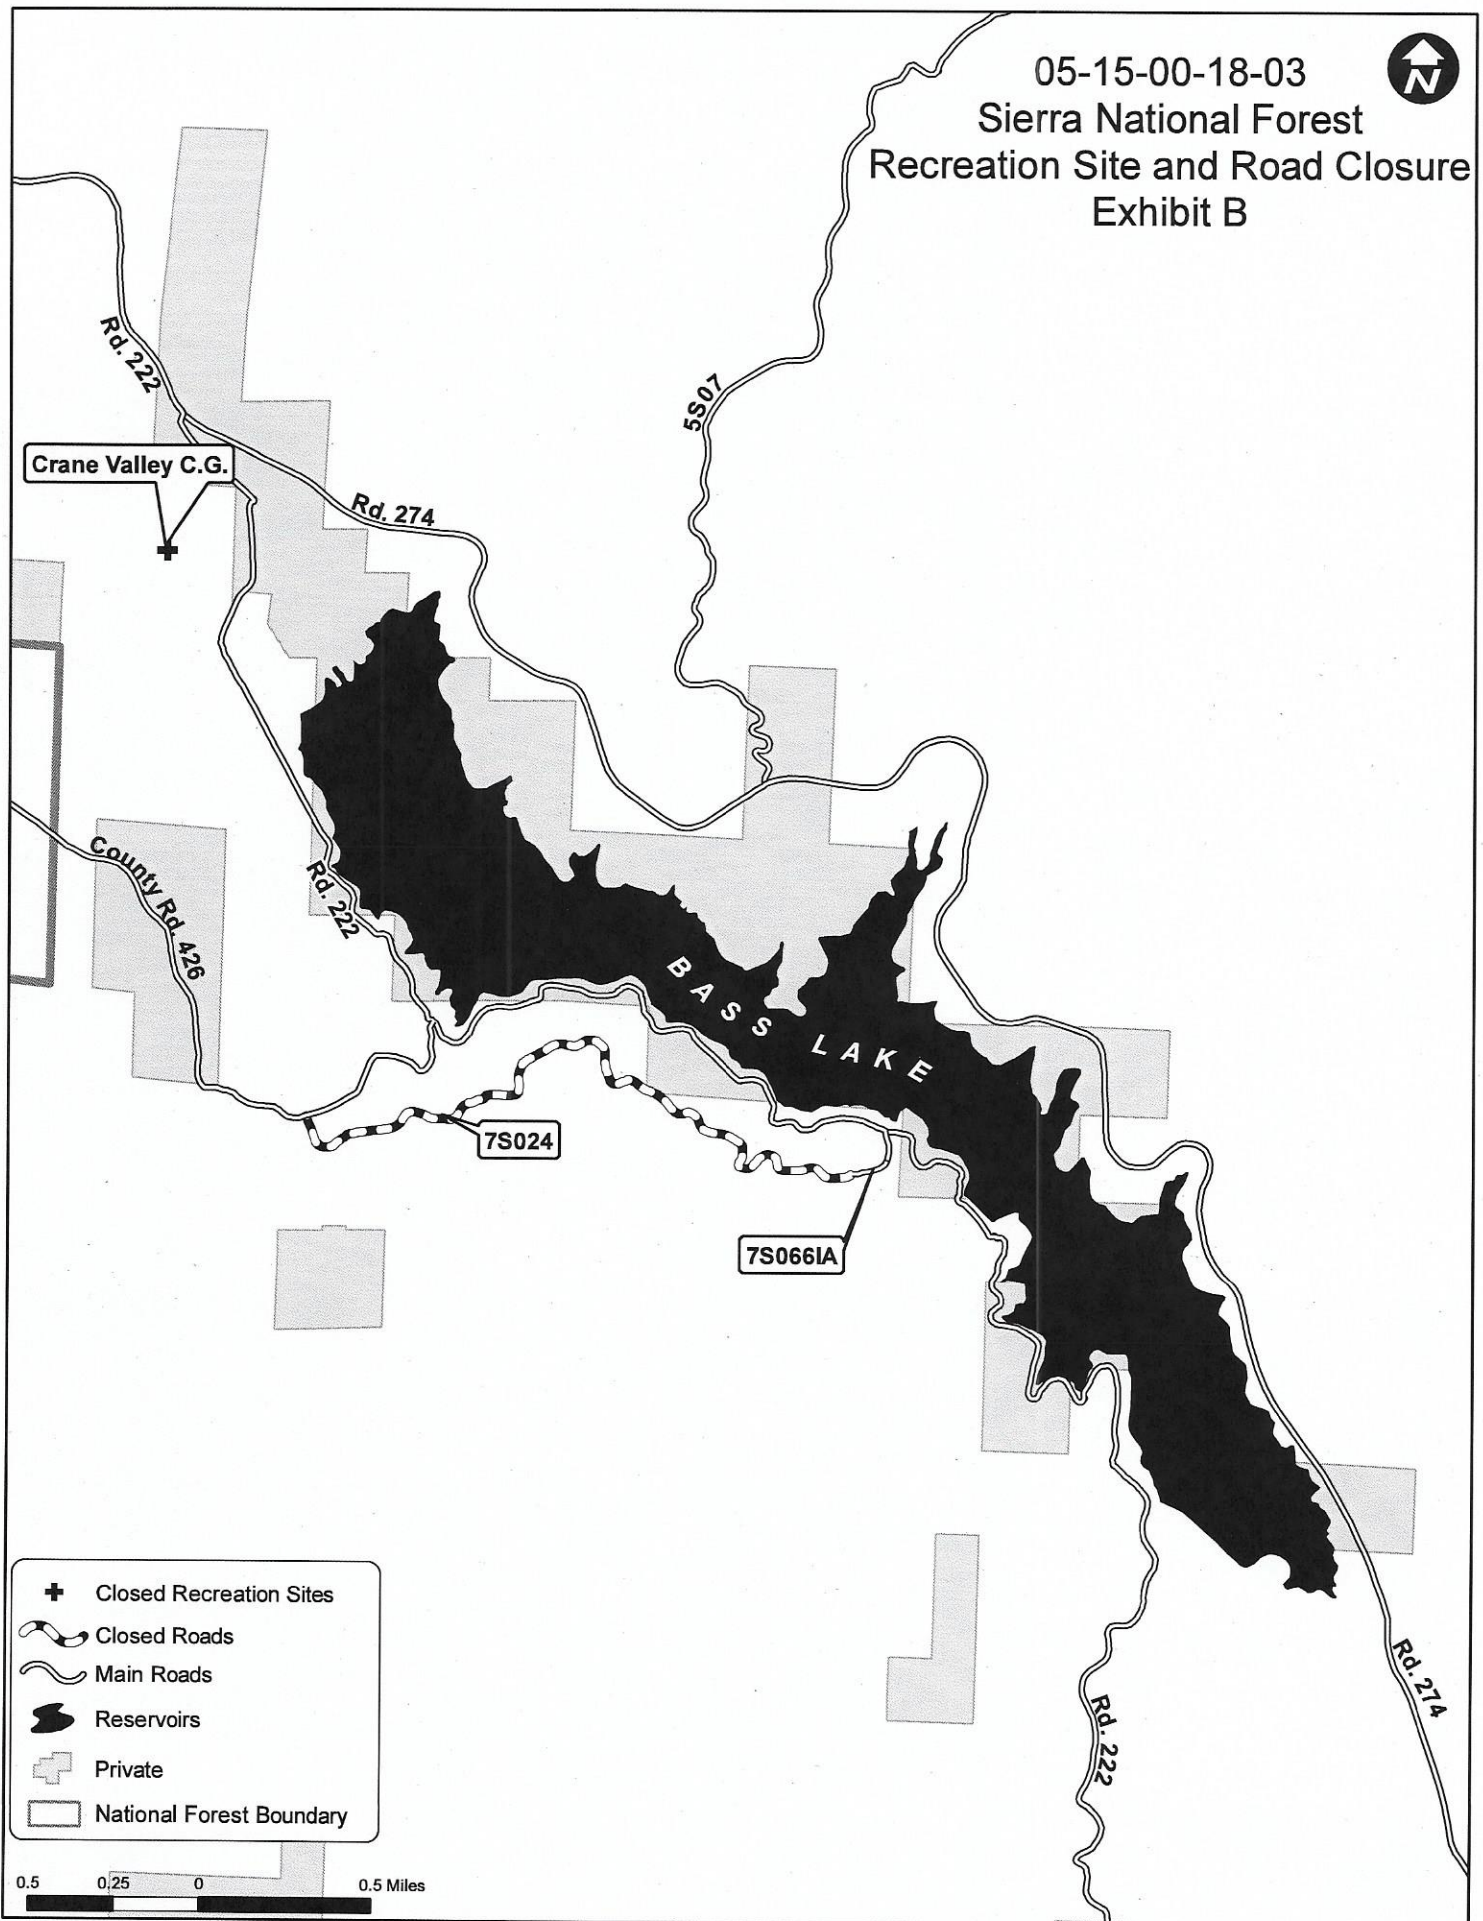 05-15-00-18-03
Sierra National Forest
Recreation Site and Road Closure
Exhibit B
N
Rd. 222
5S07
Crane Valley C.G.
Rd. 274
County Rd. 426
Rd. 222
BASS LAKE
7S024
7S066IA
Rd. 274
Rd. 222
Closed Recreation Sites
Closed Roads
Main Roads
Reservoirs
Private
National Forest Boundary
0.5 0.25 0 0.5 Miles